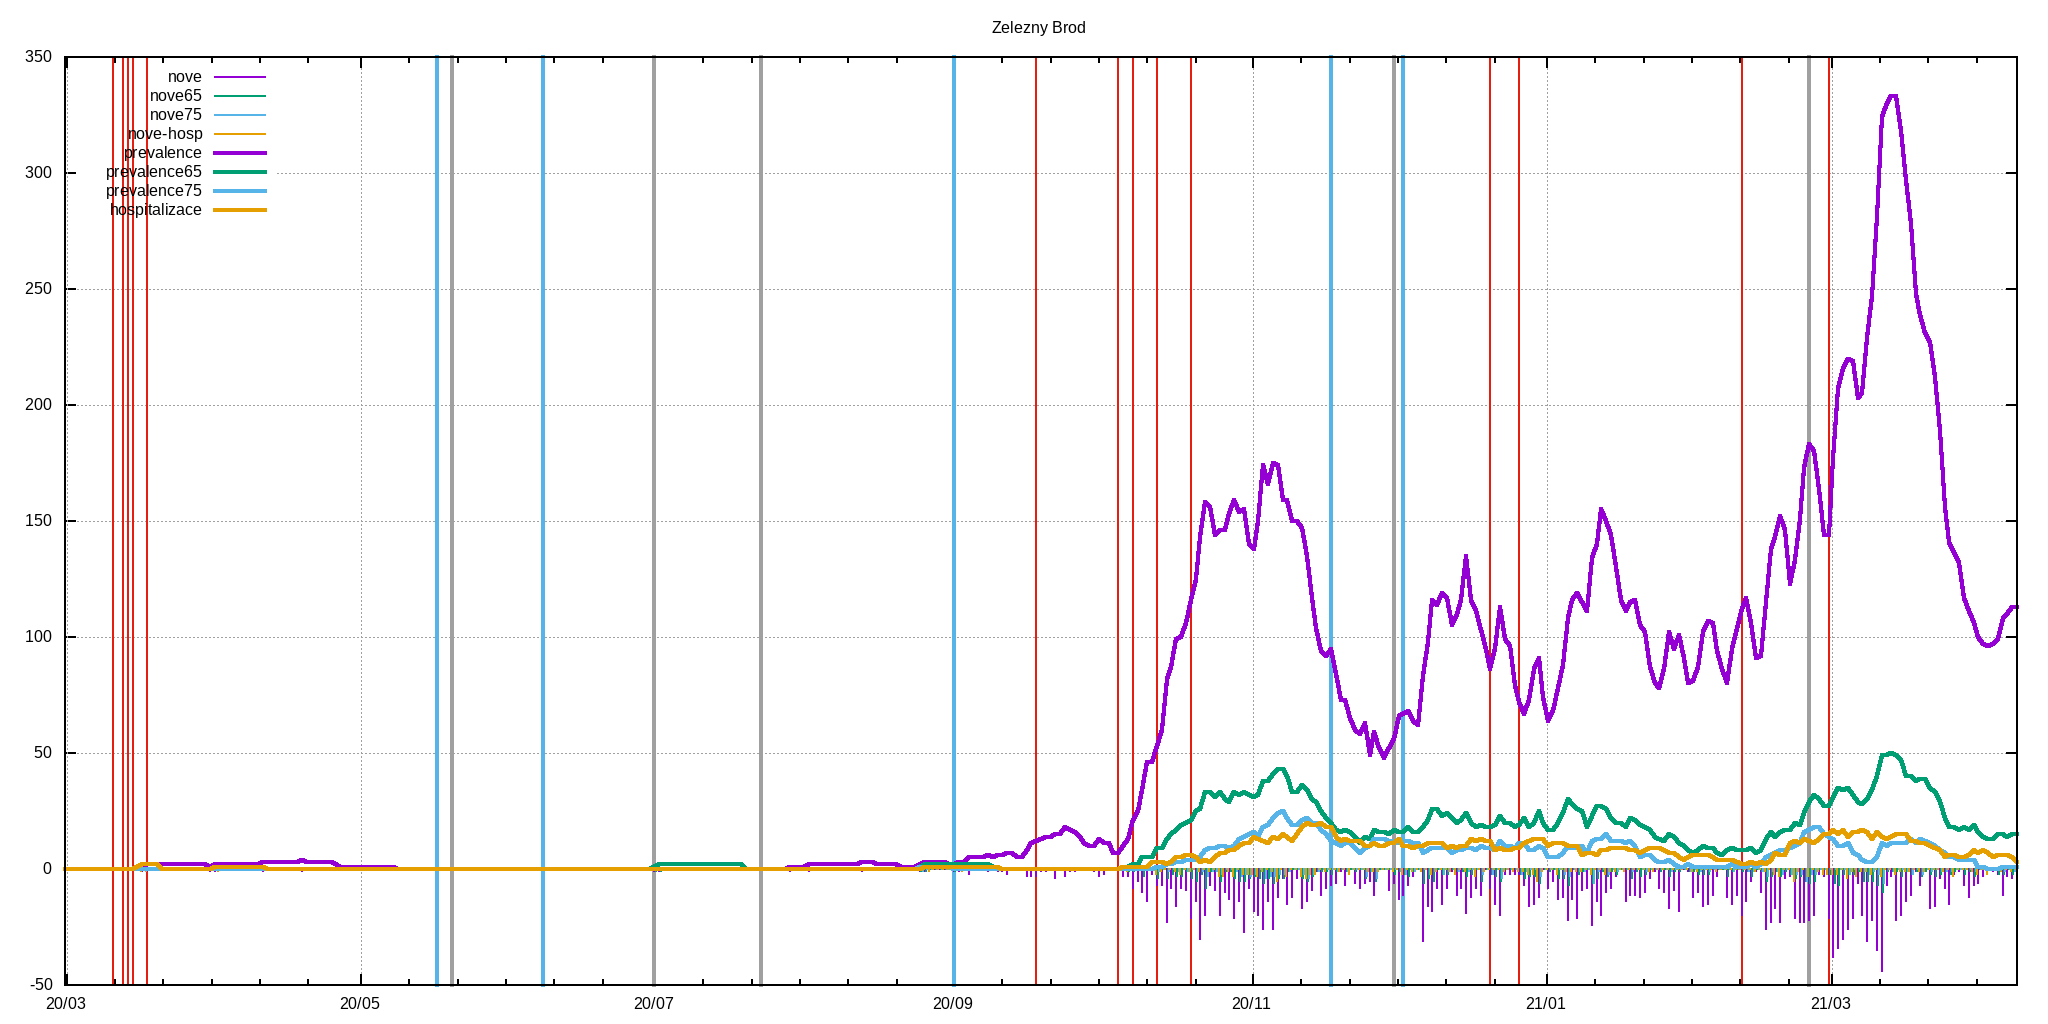 Zelezny Brod
350
300
250
200
150
100
50
0
-50
nove
nove65
nove75
nove-hosp
prevalence
prevalence65
prevalence75
hospitalizace
20/03 20/05 20/07 20/09 20/11 21/01 21/03